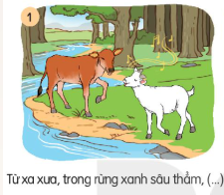 1
Từ xa xưa, trong rừng xanh sâu thẳm, (...)